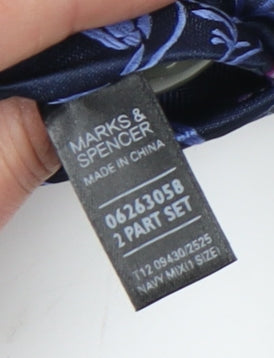 MARKS &
SPENCER
MADE IN CHINA
06263058
2 PART SET
T12 09430/2525
NAVY MIX(1 SIZE)